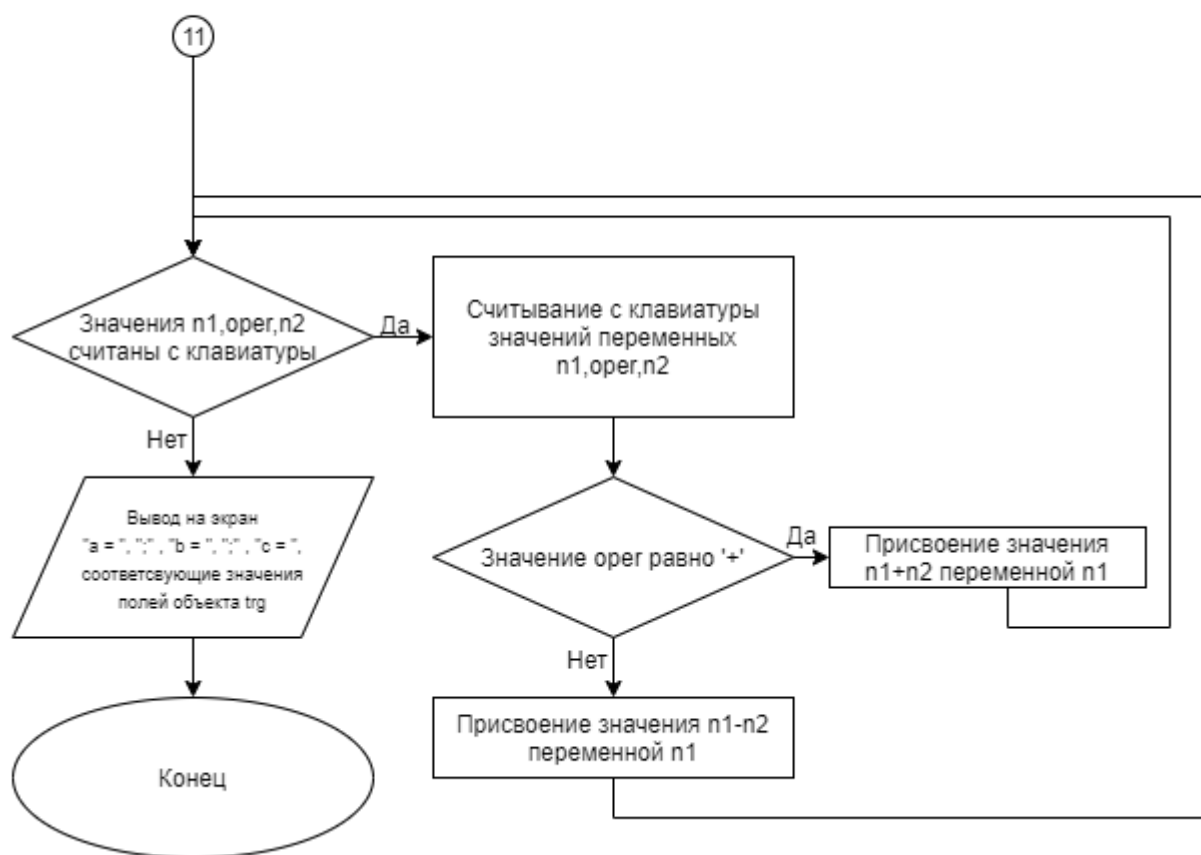 11
Значения n1,oper,n2
считаны с клавиатуры
Да
Считывание с клавиатуры
значений переменных
n1,oper,n2
Нет
Вывод на экран
"a = ", ";" , "b = ", ";" , "c = ",
соответсвующие значения
полей объекта trg
Значение oper равно '+'
Да
Присвоение значения
n1+n2 переменной n1
Нет
Присвоение значения n1-n2
переменной n1
Конец